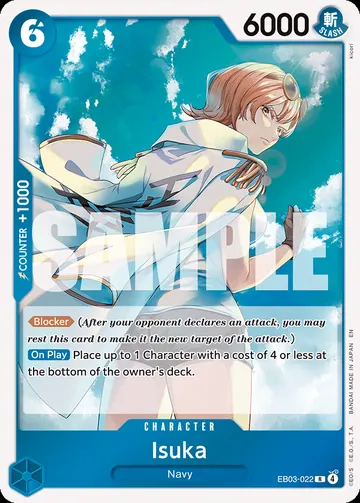 6
6000
斬
SLASH
kicori
COUNTER +1000
SAMPLE
Blocker (After your opponent declares an attack, you may
rest this card to make it the new target of the attack.)
On Play Place up to 1 Character with a cost of 4 or less at
the bottom of the owner's deck.
CHARACTER
Isuka
Navy
EB03-022 R 4
©E.O/S. ©E.O./S., T.A. BANDAI MADE IN JAPAN EN